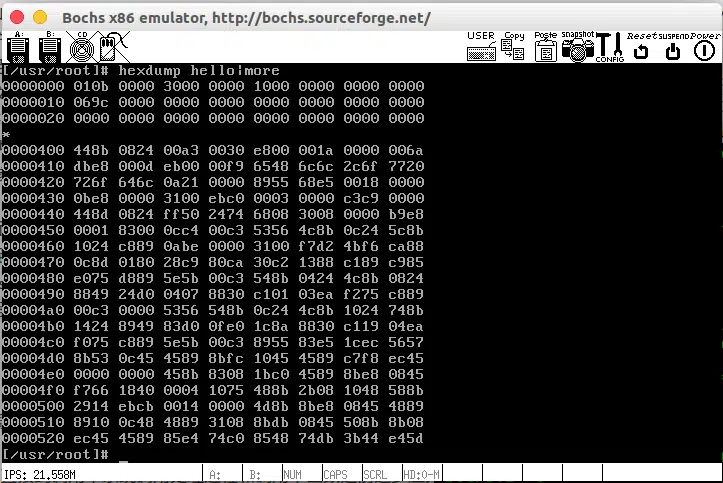 Bochs x86 emulator, http://bochs.sourceforge.net/
A: B: CD USER Copy Paste snapshot CONFIG Reset SUSPEND Power
[/usr/root]# hexdump hello|more
0000000 010b 0000 3000 0000 1000 0000 0000 0000
0000010 069c 0000 0000 0000 0000 0000 0000 0000
0000020 0000 0000 0000 0000 0000 0000 0000 0000
*
0000400 448b 0824 00a3 0030 e800 001a 0000 006a
0000410 dbe8 000d eb00 00f9 6548 6c6c 2c6f 7720
0000420 726f 646c 0a21 0000 8955 68e5 0018 0000
0000430 0be8 0000 3100 ebc0 0003 0000 c3c9 0000
0000440 448d 0824 ff50 2474 6808 3008 0000 b9e8
0000450 0001 8300 0cc4 00c3 5356 4c8b 0c24 5c8b
0000460 1024 c889 0abe 0000 3100 f7d2 4bf6 ca88
0000470 0c8d 0180 28c9 80ca 30c2 1388 c189 c985
0000480 e075 d889 5e5b 00c3 548b 0424 4c8b 0824
0000490 8849 24d0 0407 8830 c101 03ea f275 c889
00004a0 00c3 0000 5356 548b 0c24 4c8b 1024 748b
00004b0 1424 8949 83d0 0fe0 1c8a 8830 c119 04ea
00004c0 f075 c889 5e5b 00c3 8955 83e5 1cec 5657
00004d0 8b53 0c45 4589 8bfc 1045 4589 c7f8 ec45
00004e0 0000 0000 458b 8308 1bc0 4589 8be8 0845
00004f0 f766 1840 0004 1075 488b 2b08 1048 588b
0000500 2914 ebcb 0014 0000 4d8b 8be8 0845 4889
0000510 8910 0c48 4889 3108 8bdb 0845 508b 8b08
0000520 ec45 4589 85e4 74c0 8548 74db 3b44 e45d
[/usr/root]# _
IPS: 21.558M A: B: NUM CAPS SCRL HD:0-M